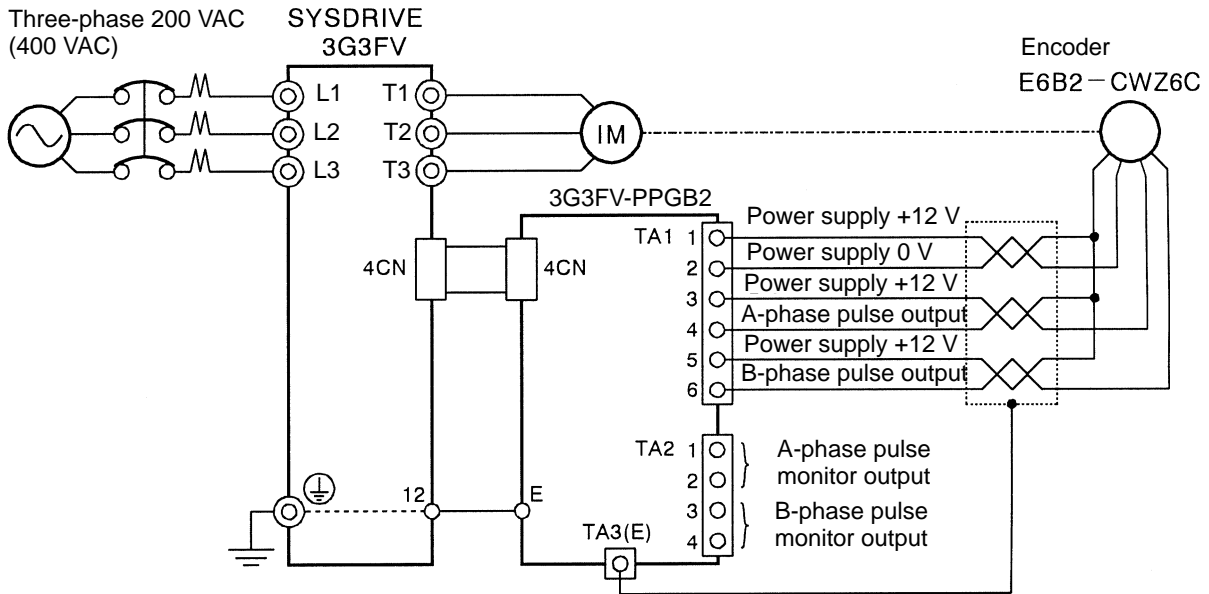 Three-phase 200 VAC
(400 VAC)
SYSDRIVE
3G3FV
Encoder
E6B2-CWZ6C
L1
T1
L2
T2
L3
T3
IM
3G3FV-PPGB2
4CN
4CN
TA1
1
Power supply +12 V
2
Power supply 0 V
3
Power supply +12 V
4
A-phase pulse output
5
Power supply +12 V
6
B-phase pulse output
TA2
1
2
A-phase pulse
monitor output
3
4
B-phase pulse
monitor output
12
E
TA3(E)